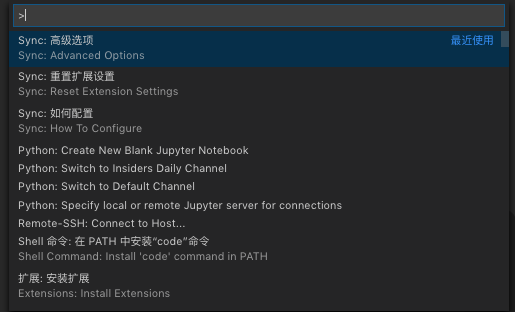 >
Sync: 高级选项 最近使用
Sync: Advanced Options
Sync: 重置扩展设置
Sync: Reset Extension Settings
Sync: 如何配置
Sync: How To Configure
Python: Create New Blank Jupyter Notebook
Python: Switch to Insiders Daily Channel
Python: Switch to Default Channel
Python: Specify local or remote Jupyter server for connections
Remote-SSH: Connect to Host...
Shell 命令: 在 PATH 中安装“code”命令
Shell Command: Install 'code' command in PATH
扩展: 安装扩展
Extensions: Install Extensions